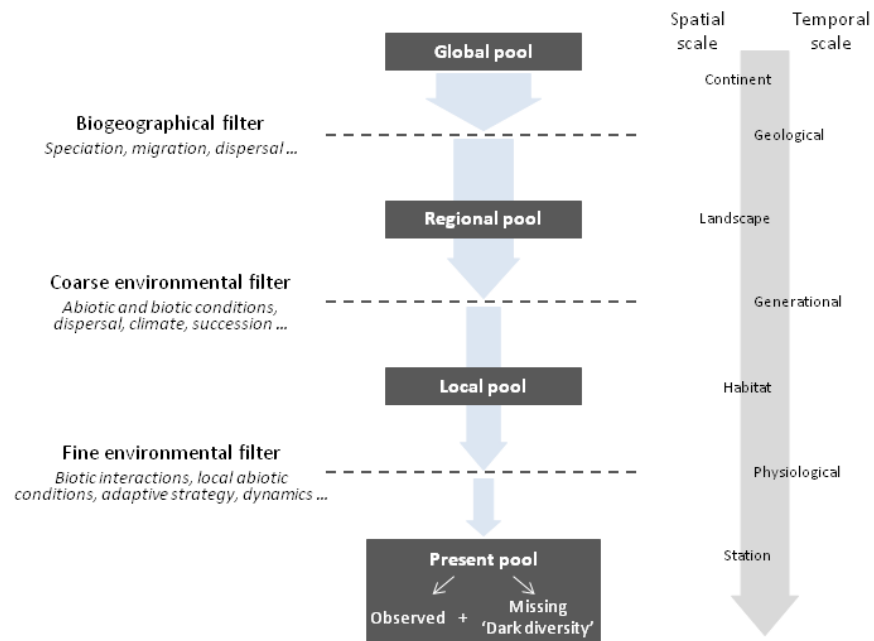 Spatial scale
Temporal scale
Global pool
Continent
Biogeographical filter
Speciation, migration, dispersal ...
Geological
Regional pool
Landscape
Coarse environmental filter
Abiotic and biotic conditions,
dispersal, climate, succession ...
Generational
Local pool
Habitat
Fine environmental filter
Biotic interactions, local abiotic
conditions, adaptive strategy, dynamics ...
Physiological
Present pool
Station
Observed + Missing
'Dark diversity'